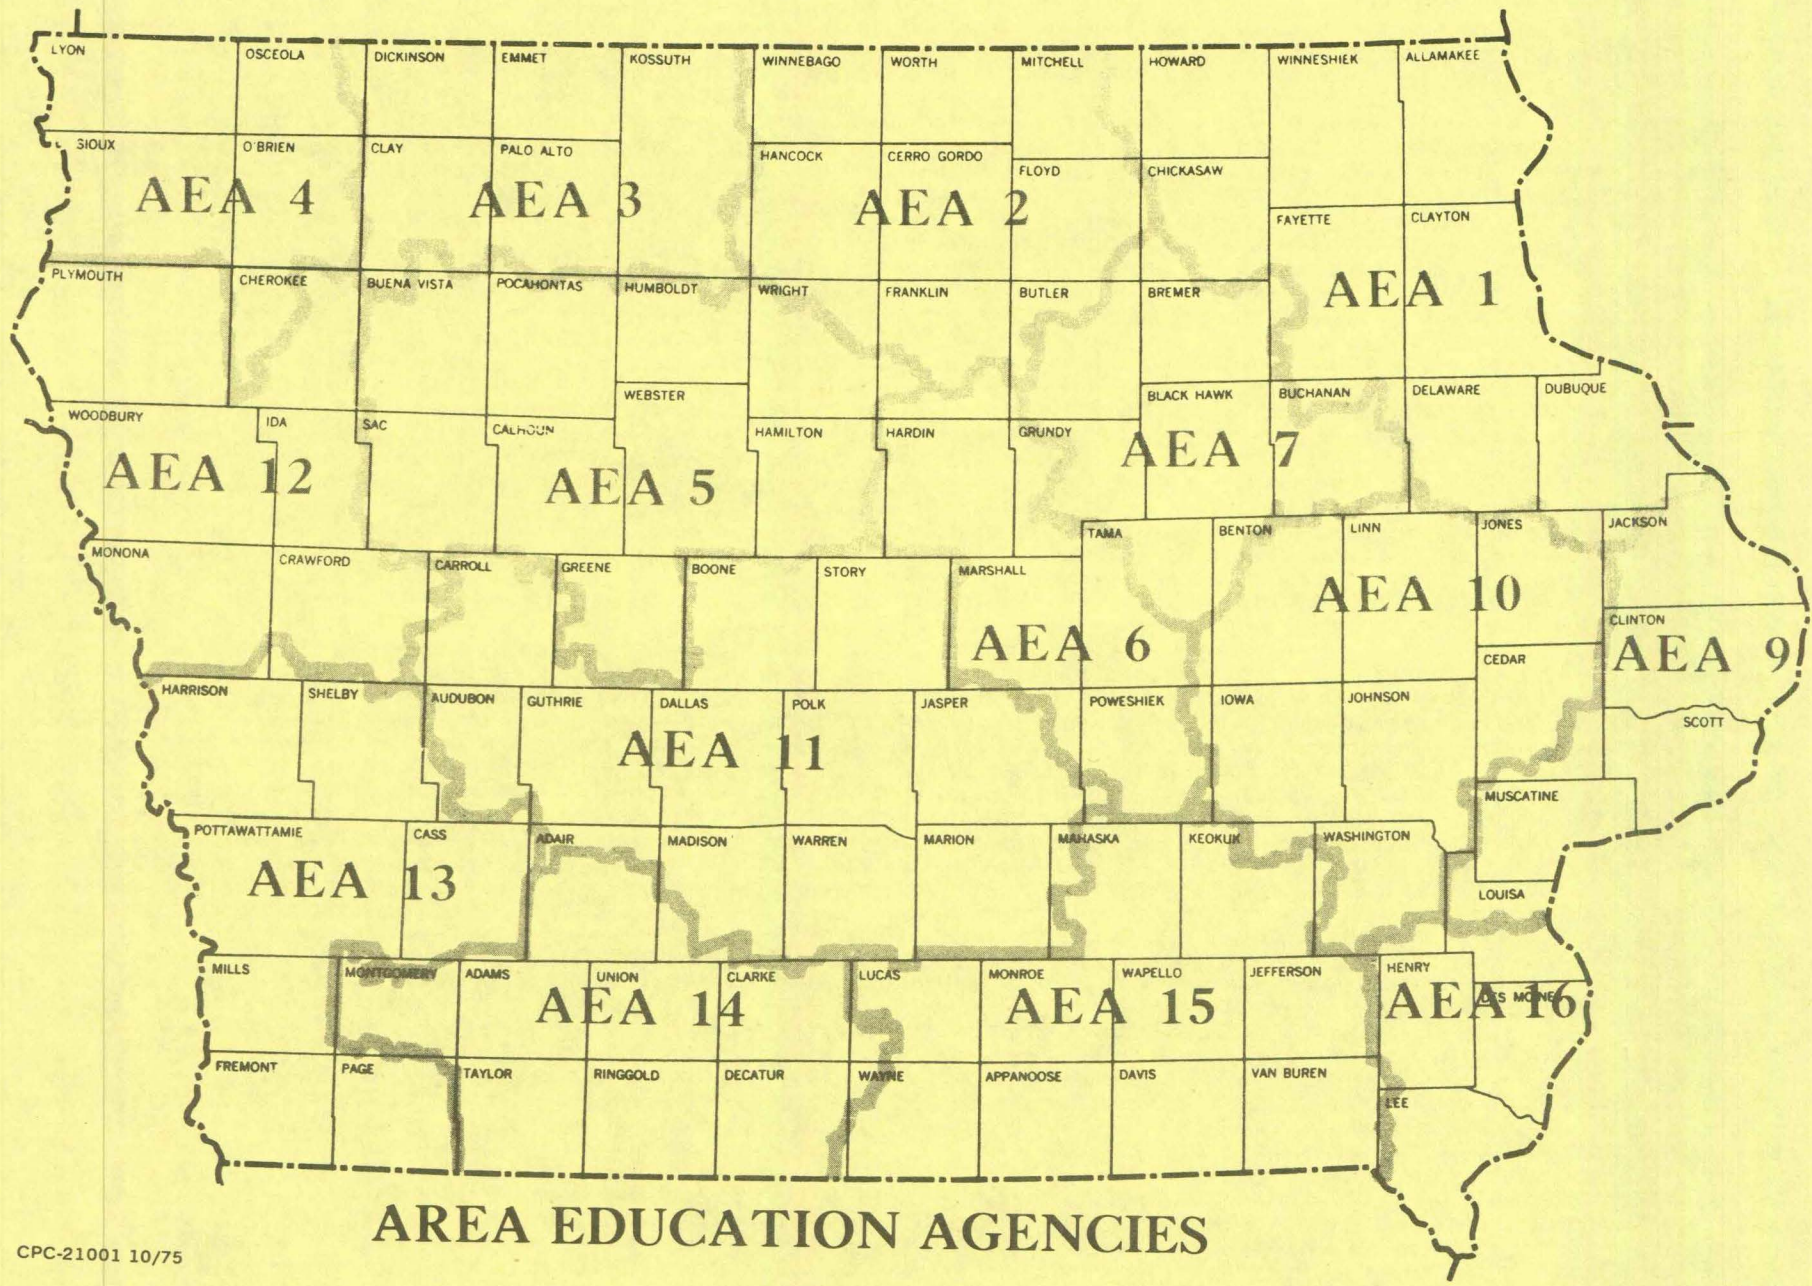 LYON OSCEOLA DICKINSON EMMET KOSSUTH WINNEBAGO WORTH MITCHELL HOWARD WINNESHIEK ALLAMAKEE
SIOUX O'BRIEN CLAY PALO ALTO HANCOCK CERRO GORDO FLOYD CHICKASAW
AEA 4 AEA 3 AEA 2
FAYETTE CLAYTON
PLYMOUTH CHEROKEE BUENA VISTA POCAHONTAS HUMBOLDT WRIGHT FRANKLIN BUTLER BREMER
AEA 1
WEBSTER BLACK HAWK BUCHANAN DELAWARE DUBUQUE
WOODBURY IDA SAC CALHOUN HAMILTON HARDIN GRUNDY
AEA 12 AEA 5 AEA 7
TAMA BENTON LINN JONES JACKSON
MONONA CRAWFORD CARROLL GREENE BOONE STORY MARSHALL
AEA 10
CLINTON
AEA 6 AEA 9
CEDAR
HARRISON SHELBY AUDUBON GUTHRIE DALLAS POLK JASPER POWESHIEK IOWA JOHNSON
SCOTT
AEA 11
MUSCATINE
POTTAWATTAMIE CASS ADAIR MADISON WARREN MARION MAHASKA KEOKUK WASHINGTON
AEA 13
LOUISA
MILLS MONTGOMERY ADAMS UNION CLARKE LUCAS MONROE WAPELLO JEFFERSON HENRY
DES MOINES
AEA 14 AEA 15 AEA 16
FREMONT PAGE TAYLOR RINGGOLD DECATUR WAYNE APPANOOSE DAVIS VAN BUREN
LEE
AREA EDUCATION AGENCIES
CPC-21001 10/75